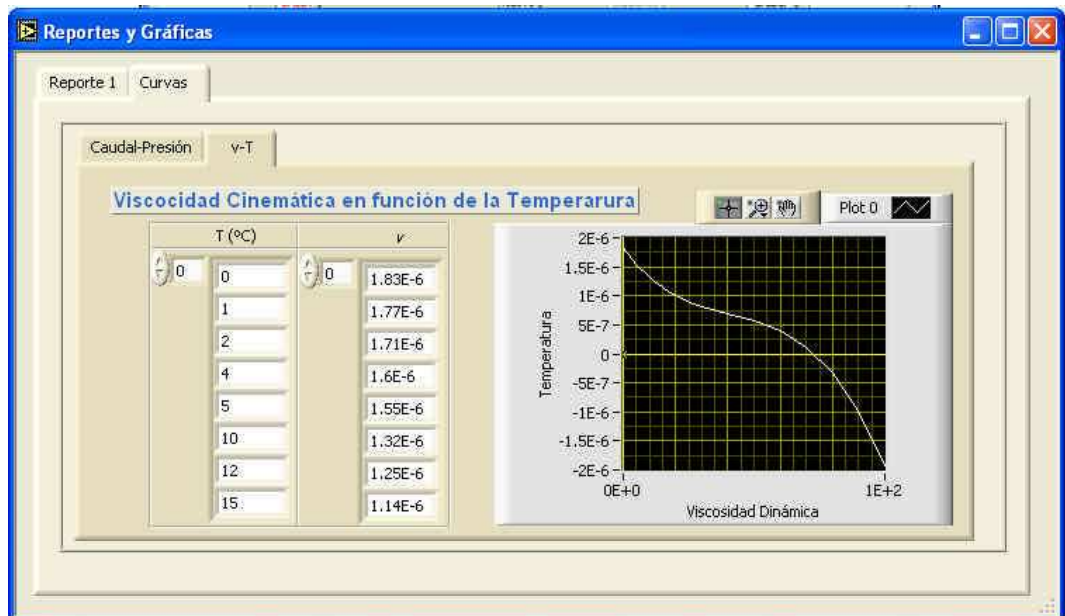 Reportes y Gráficas
Reporte 1 Curvas
Caudal-Presión v-T
Viscocidad Cinemática en función de la Temperarura
Plot 0
T (ºC) v
0 0
0 1.83E-6
1 1.77E-6
2 1.71E-6
4 1.6E-6
5 1.55E-6
10 1.32E-6
12 1.25E-6
15 1.14E-6
Temperatura
2E-6
1.5E-6
1E-6
5E-7
0
-5E-7
-1E-6
-1.5E-6
-2E-6
0E+0 1E+2
Viscosidad Dinámica